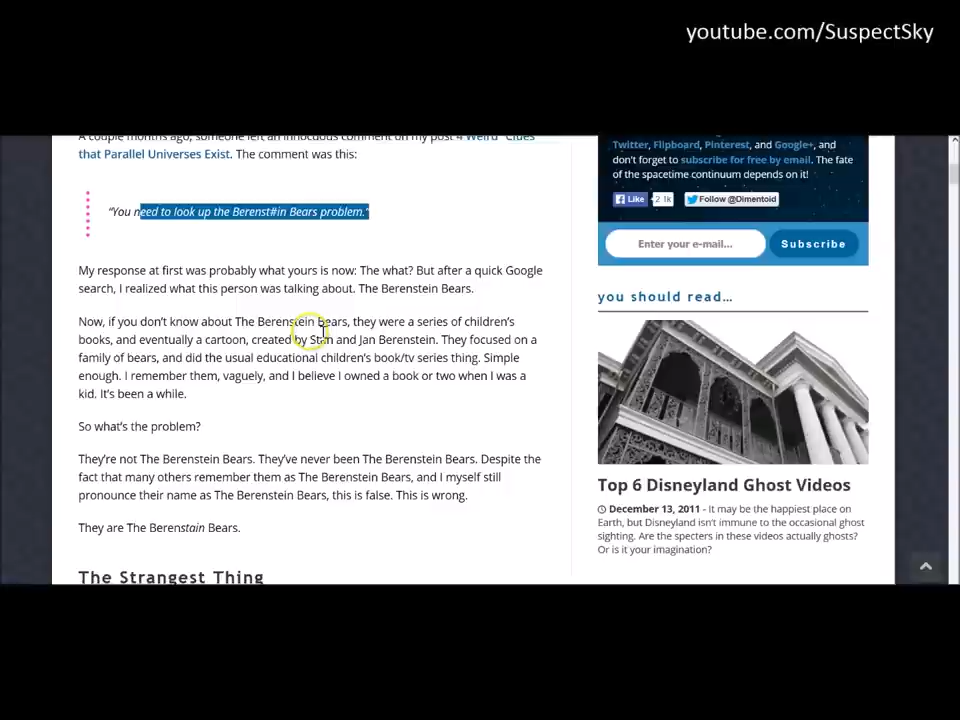 youtube.com/SuspectSky
A couple months ago, someone left an innocuous comment on my post 4 Weird "Clues"
that Parallel Universes Exist. The comment was this:
"You need to look up the Berenst#in Bears problem."
My response at first was probably what yours is now: The what? But after a quick Google
search, I realized what this person was talking about. The Berenstein Bears.
Now, if you don't know about The Berenstein Bears, they were a series of children's
books, and eventually a cartoon, created by Stan and Jan Berenstein. They focused on a
family of bears, and did the usual educational children's book/tv series thing. Simple
enough. I remember them, vaguely, and I believe I owned a book or two when I was a
kid. It's been a while.
So what's the problem?
They're not The Berenstein Bears. They've never been The Berenstein Bears. Despite the
fact that many others remember them as The Berenstein Bears, and I myself still
pronounce their name as The Berenstein Bears, this is false. This is wrong.
They are The Berenstain Bears.
The Strangest Thing
Twitter, Flipboard, Pinterest, and Google+, and
don't forget to subscribe for free by email. The fate
of the spacetime continuum depends on it!
Like 2.1k Follow @Dimentoid
Enter your e-mail... Subscribe
you should read...
Top 6 Disneyland Ghost Videos
December 13, 2011 - It may be the happiest place on
Earth, but Disneyland isn't immune to the occasional ghost
sighting. Are the specters in these videos actually ghosts?
Or is it your imagination?